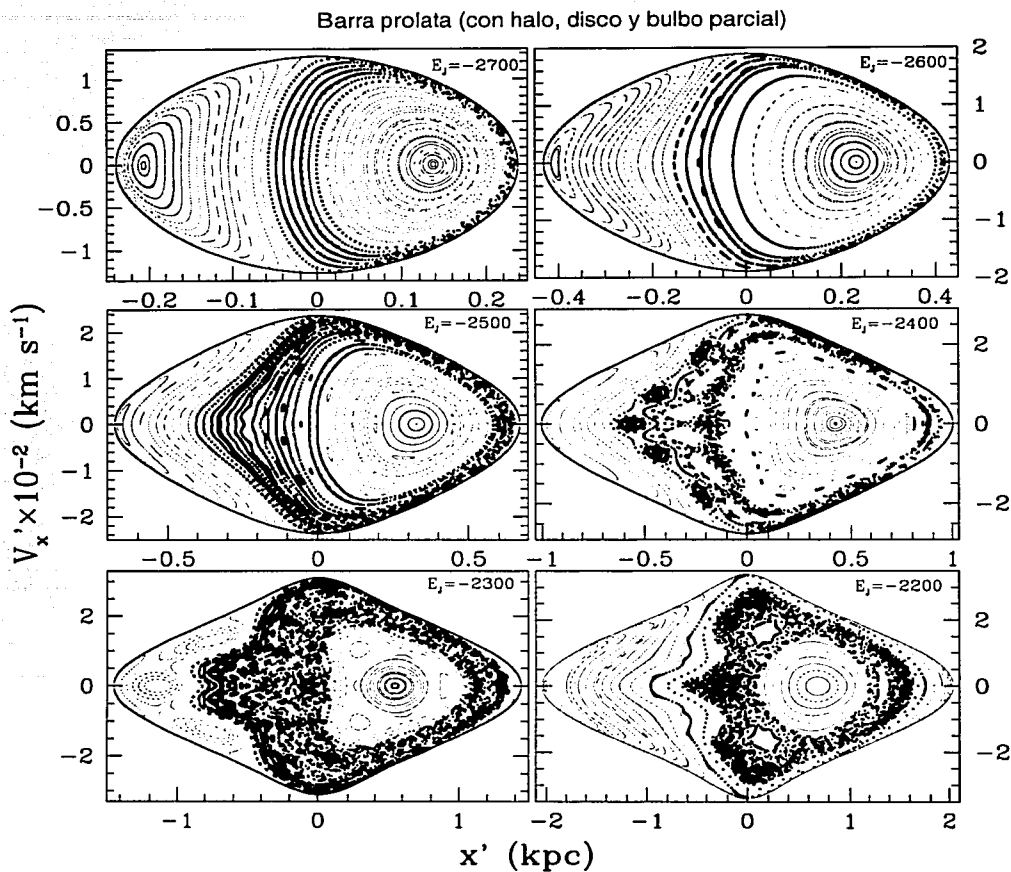 Barra prolata (con halo, disco y bulbo parcial)
E_J=−2700
E_J=−2600
1
0.5
0
−0.5
−1
2
1
0
−1
−2
−0.2 −0.1 0 0.1 0.2
−0.4 −0.2 0 0.2 0.4
E_J=−2500
E_J=−2400
2
1
0
−1
−2
2
0
−2
−0.5 0 0.5
−1 −0.5 0 0.5 1
E_J=−2300
E_J=−2200
2
0
−2
2
0
−2
−1 0 1
−2 −1 0 1 2
V_x'×10⁻² (km s⁻¹)
x' (kpc)